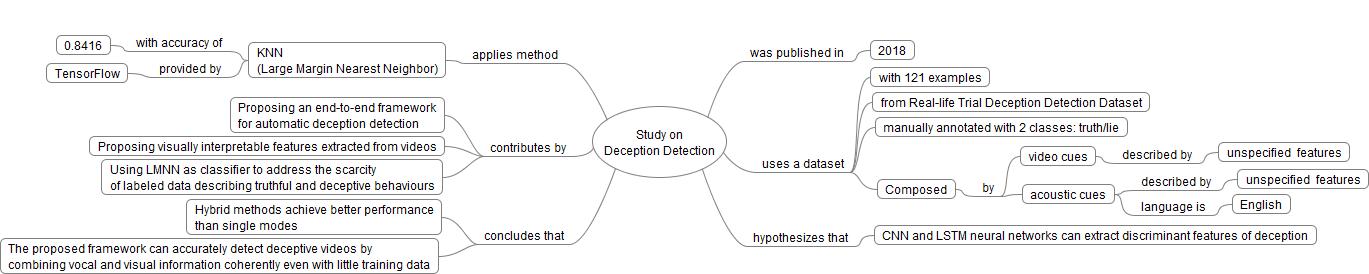 Study on
Deception Detection
applies method
KNN
(Large Margin Nearest Neighbor)
with accuracy of
0.8416
provided by
TensorFlow
contributes by
Proposing an end-to-end framework
for automatic deception detection
Proposing visually interpretable features extracted from videos
Using LMNN as classifier to address the scarcity
of labeled data describing truthful and deceptive behaviours
concludes that
Hybrid methods achieve better performance
than single modes
The proposed framework can accurately detect deceptive videos by
combining vocal and visual information coherently even with little training data
was published in
2018
uses a dataset
with 121 examples
from Real-life Trial Deception Detection Dataset
manually annotated with 2 classes: truth/lie
Composed
by
video cues
described by
unspecified features
acoustic cues
described by
unspecified features
language is
English
hypothesizes that
CNN and LSTM neural networks can extract discriminant features of deception